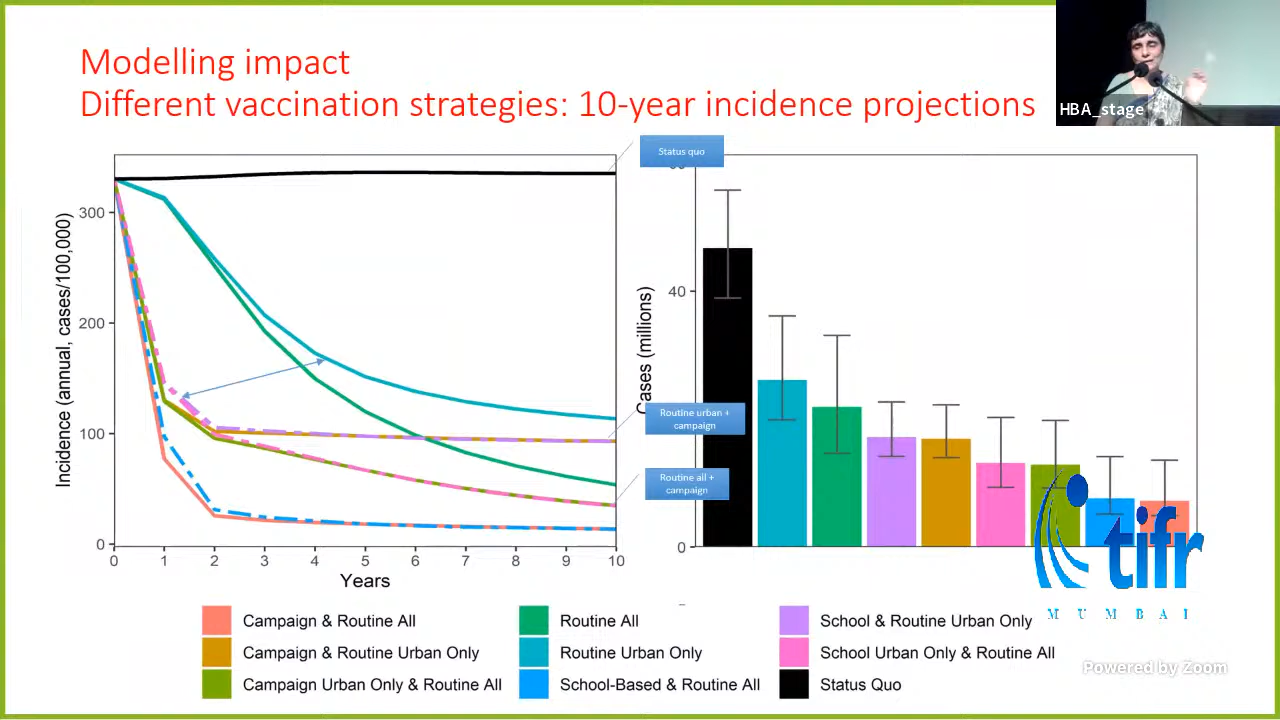 Modelling impact
Different vaccination strategies: 10-year incidence projections
HBA_stage
Status quo
Incidence (annual, cases/100,000)
300
200
100
0
0 1 2 3 4 5 6 7 8 9 10
Years
Cases (millions)
40
0
Routine urban +
campaign
Routine all +
campaign
tifr
MUMBAI
Campaign & Routine All
Campaign & Routine Urban Only
Campaign Urban Only & Routine All
Routine All
Routine Urban Only
School-Based & Routine All
School & Routine Urban Only
School Urban Only & Routine All
Status Quo
Powered by Zoom